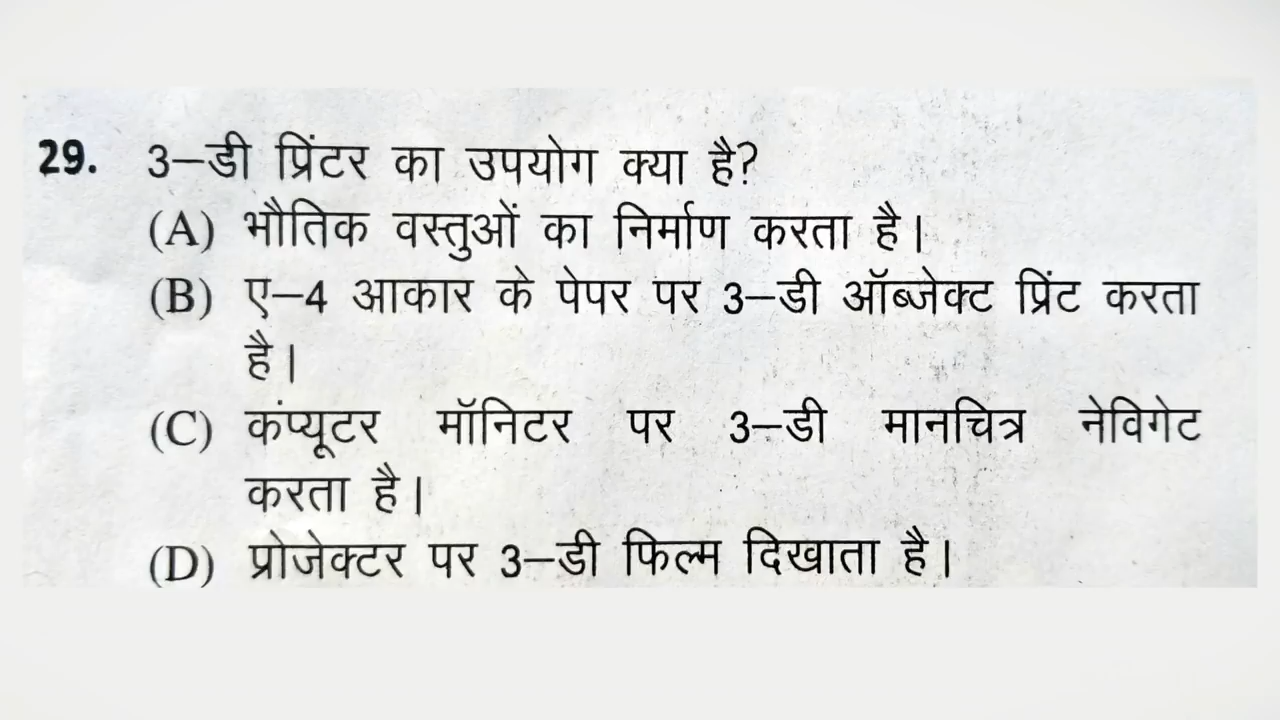 29. 3–डी प्रिंटर का उपयोग क्या है?
(A) भौतिक वस्तुओं का निर्माण करता है।
(B) ए–4 आकार के पेपर पर 3–डी ऑब्जेक्ट प्रिंट करता
है।
(C) कंप्यूटर मॉनिटर पर 3–डी मानचित्र नेविगेट
करता है।
(D) प्रोजेक्टर पर 3–डी फिल्म दिखाता है।